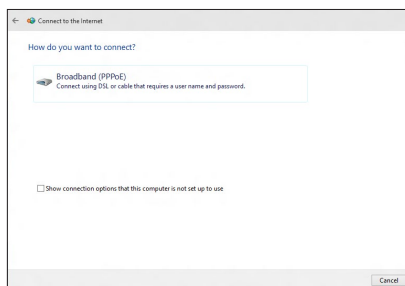 Connect to the Internet
How do you want to connect?
Broadband (PPPoE)
Connect using DSL or cable that requires a user name and password.
Show connection options that this computer is not set up to use
Cancel